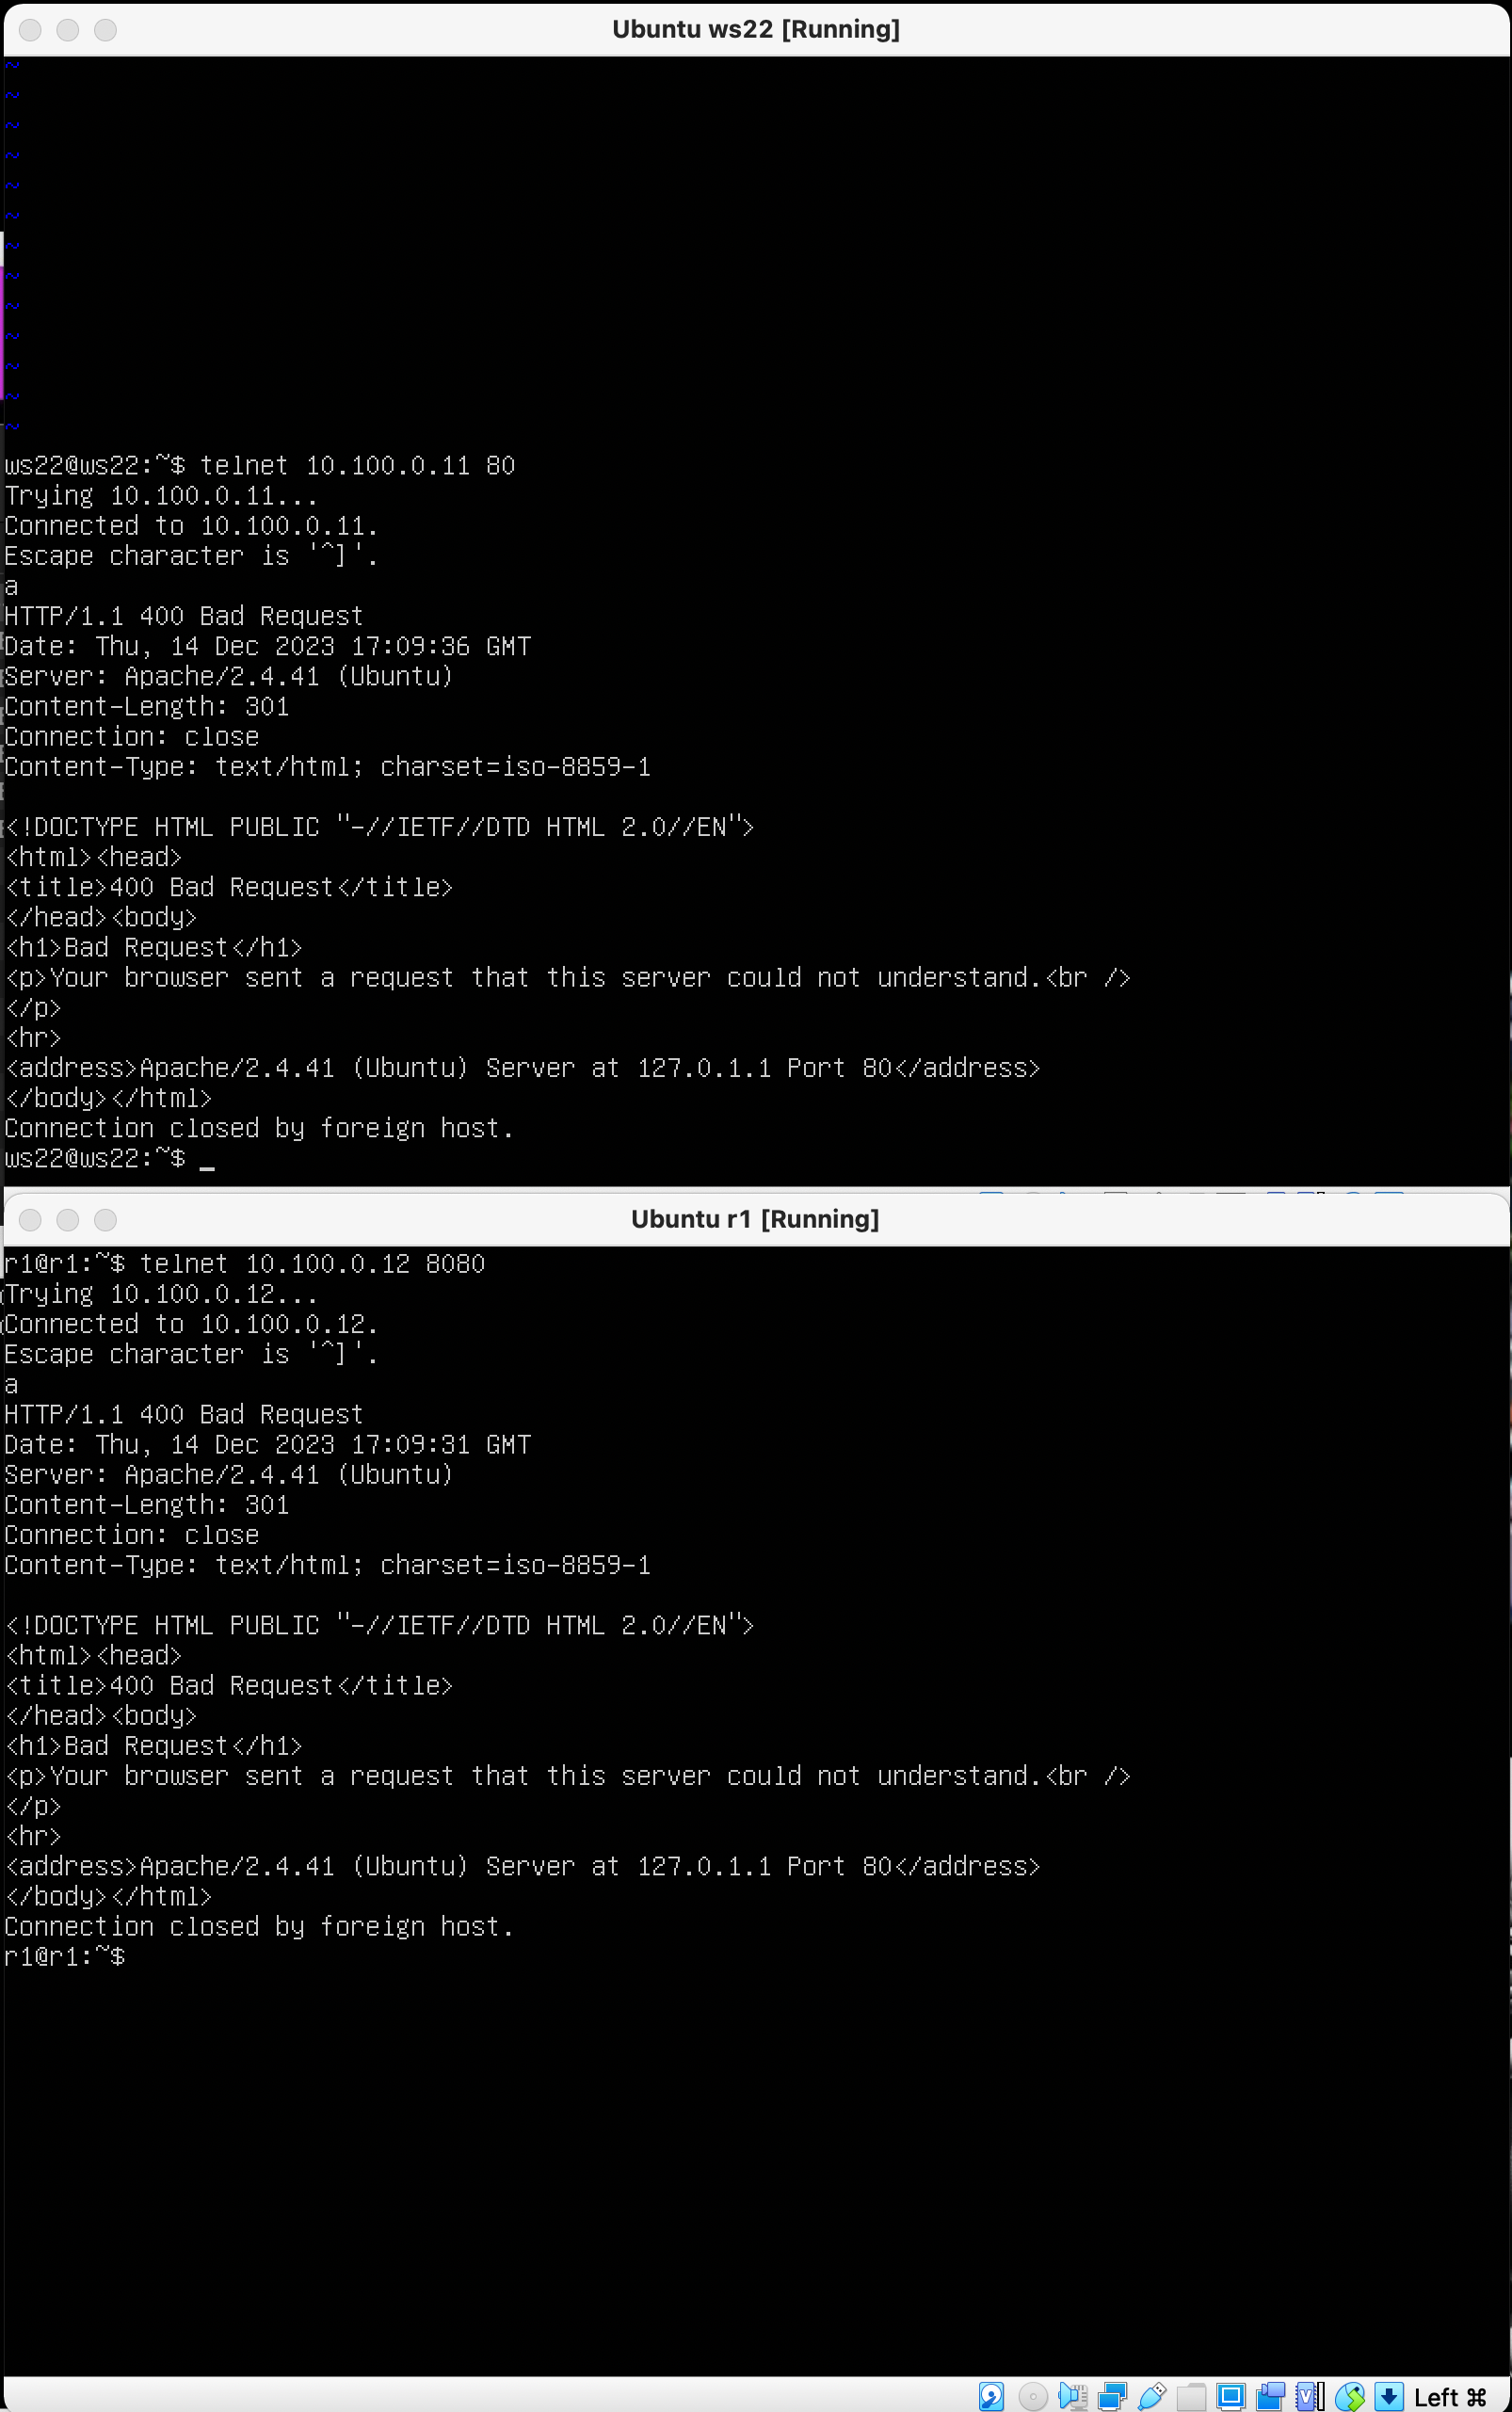 Ubuntu ws22 [Running]
~
~
~
~
~
~
~
~
~
~
~
~
~
ws22@ws22:~$ telnet 10.100.0.11 80
Trying 10.100.0.11...
Connected to 10.100.0.11.
Escape character is '^]'.
a
HTTP/1.1 400 Bad Request
Date: Thu, 14 Dec 2023 17:09:36 GMT
Server: Apache/2.4.41 (Ubuntu)
Content-Length: 301
Connection: close
Content-Type: text/html; charset=iso-8859-1
<!DOCTYPE HTML PUBLIC "-//IETF//DTD HTML 2.0//EN">
<html><head>
<title>400 Bad Request</title>
</head><body>
<h1>Bad Request</h1>
<p>Your browser sent a request that this server could not understand.<br />
</p>
<hr>
<address>Apache/2.4.41 (Ubuntu) Server at 127.0.1.1 Port 80</address>
</body></html>
Connection closed by foreign host.
ws22@ws22:~$ _
Ubuntu r1 [Running]
r1@r1:~$ telnet 10.100.0.12 8080
Trying 10.100.0.12...
Connected to 10.100.0.12.
Escape character is '^]'.
a
HTTP/1.1 400 Bad Request
Date: Thu, 14 Dec 2023 17:09:31 GMT
Server: Apache/2.4.41 (Ubuntu)
Content-Length: 301
Connection: close
Content-Type: text/html; charset=iso-8859-1
<!DOCTYPE HTML PUBLIC "-//IETF//DTD HTML 2.0//EN">
<html><head>
<title>400 Bad Request</title>
</head><body>
<h1>Bad Request</h1>
<p>Your browser sent a request that this server could not understand.<br />
</p>
<hr>
<address>Apache/2.4.41 (Ubuntu) Server at 127.0.1.1 Port 80</address>
</body></html>
Connection closed by foreign host.
r1@r1:~$
Left ⌘